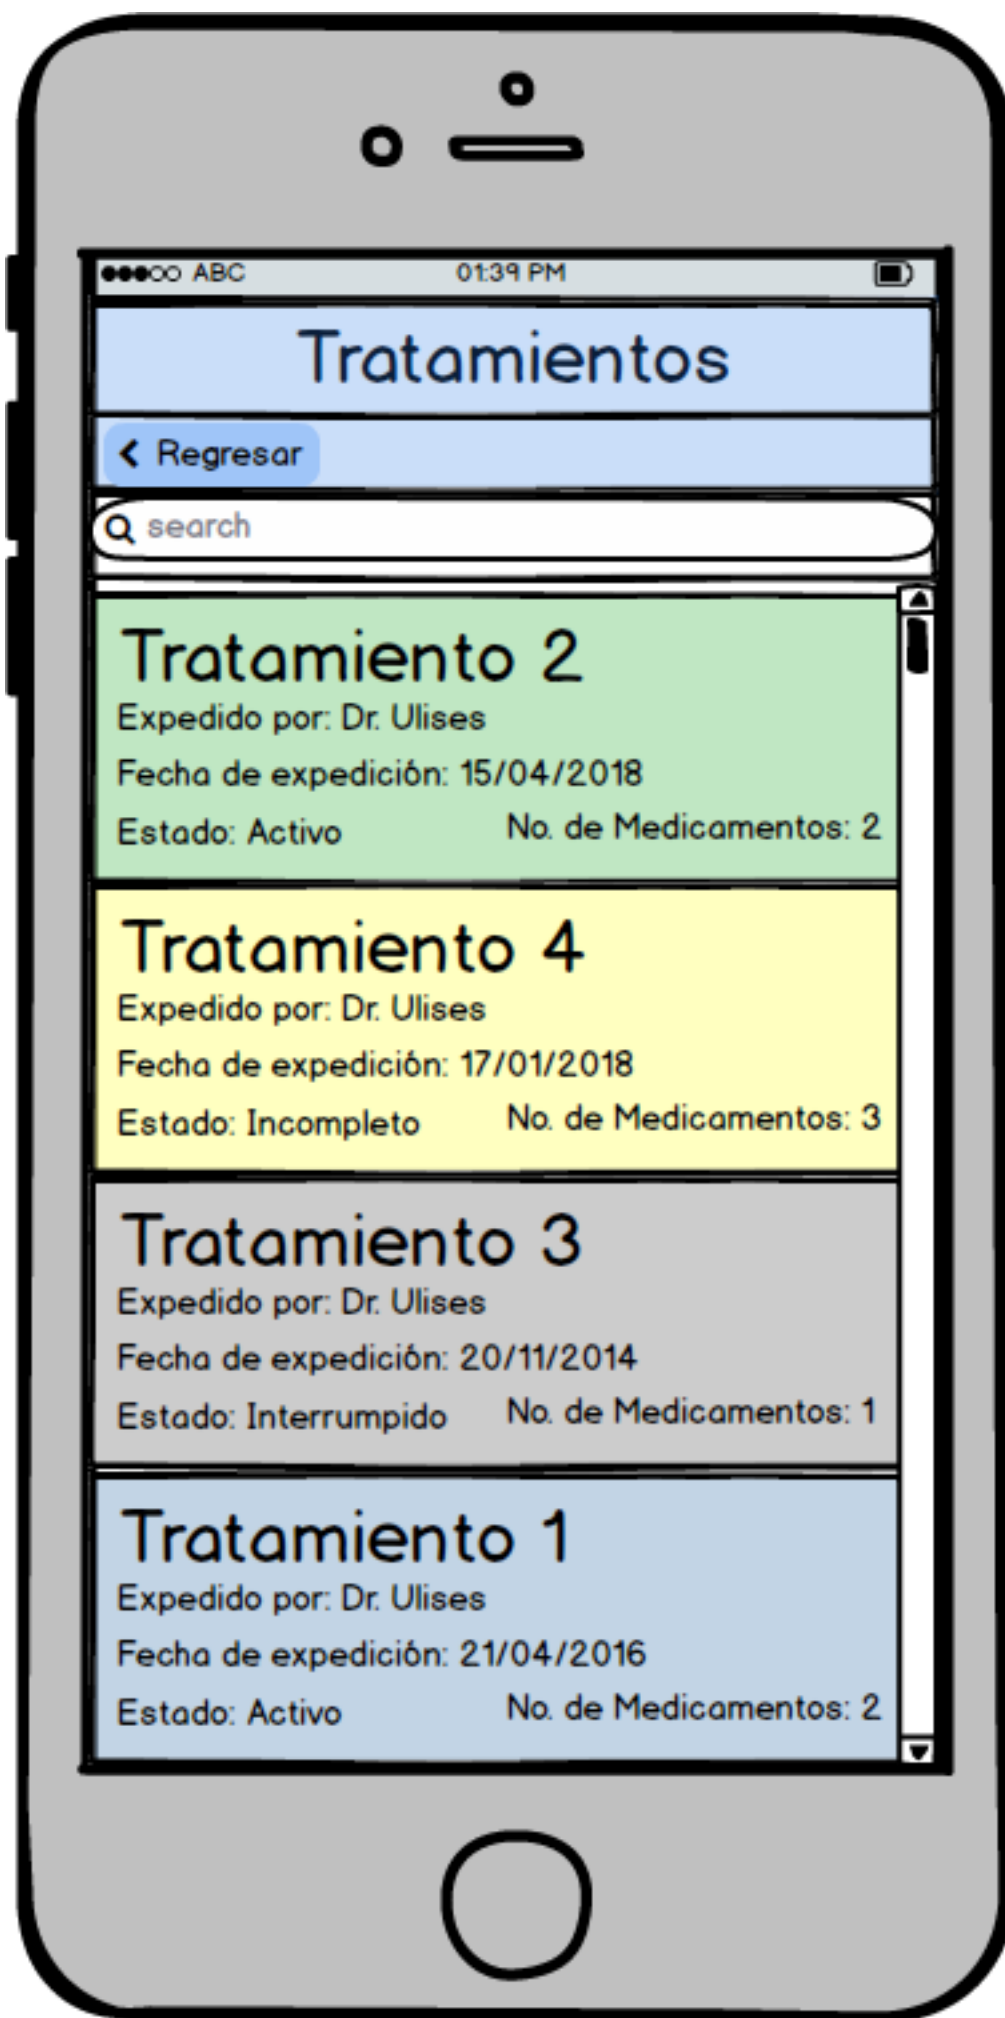 ABC 01:39 PM
Tratamientos
Regresar
search
Tratamiento 2
Expedido por: Dr. Ulises
Fecha de expedición: 15/04/2018
Estado: Activo No. de Medicamentos: 2
Tratamiento 4
Expedido por: Dr. Ulises
Fecha de expedición: 17/01/2018
Estado: Incompleto No. de Medicamentos: 3
Tratamiento 3
Expedido por: Dr. Ulises
Fecha de expedición: 20/11/2014
Estado: Interrumpido No. de Medicamentos: 1
Tratamiento 1
Expedido por: Dr. Ulises
Fecha de expedición: 21/04/2016
Estado: Activo No. de Medicamentos: 2